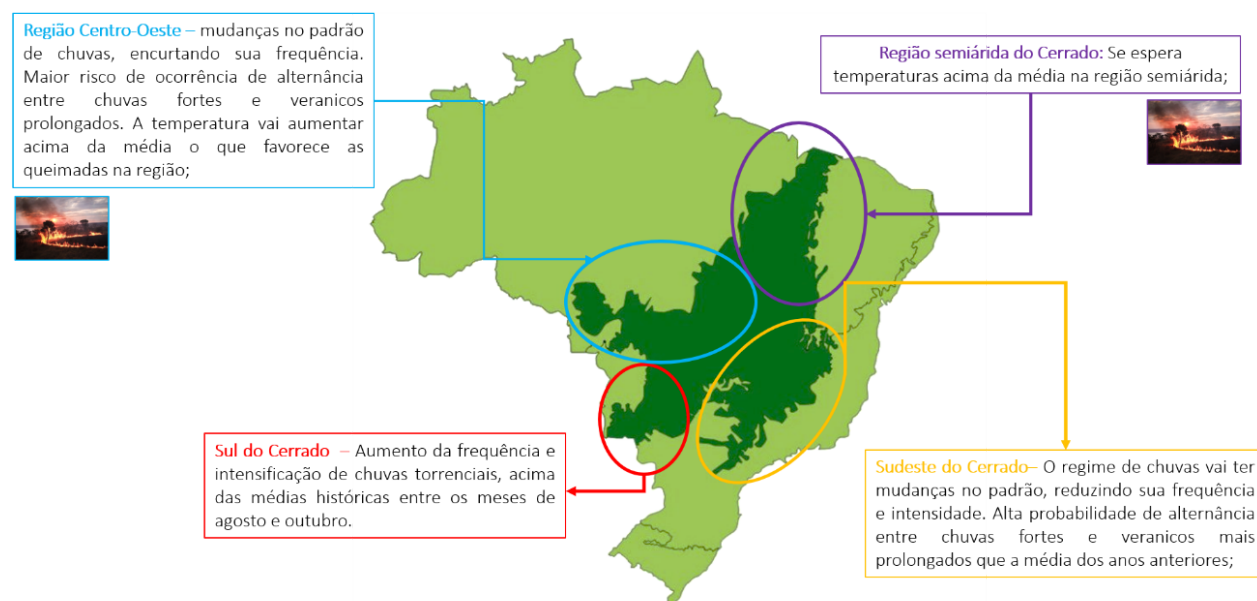 Região Centro-Oeste – mudanças no padrão
de chuvas, encurtando sua frequência.
Maior risco de ocorrência de alternância
entre chuvas fortes e veranicos
prolongados. A temperatura vai aumentar
acima da média o que favorece as
queimadas na região;
Região semiárida do Cerrado: Se espera
temperaturas acima da média na região semiárida;
Sul do Cerrado – Aumento da frequência e
intensificação de chuvas torrenciais, acima
das médias históricas entre os meses de
agosto e outubro.
Sudeste do Cerrado– O regime de chuvas vai ter
mudanças no padrão, reduzindo sua frequência
e intensidade. Alta probabilidade de alternância
entre chuvas fortes e veranicos mais
prolongados que a média dos anos anteriores;